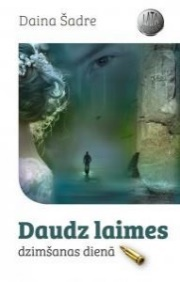 Daina Šadre
Daudz laimes
dzimšanas dienā